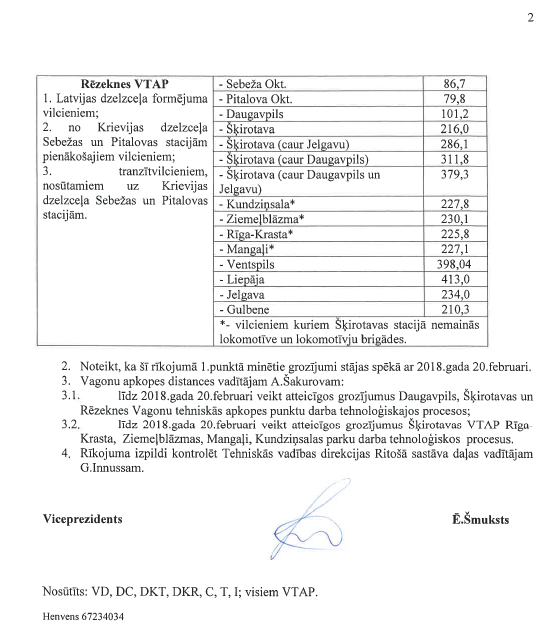 2
Rēzeknes VTAP
1. Latvijas dzelzceļa formējuma
vilcieniem;
2. no Krievijas dzelzceļa
Sebežas un Pitalovas stacijām
pienākošajiem vilcieniem;
3. tranzītvilcieniem,
nosūtamiem uz Krievijas
dzelzceļa Sebežas un Pitalovas
stacijām.
- Sebeža Okt. 86,7
- Pitalova Okt. 79,8
- Daugavpils 101,2
- Šķirotava 216,0
- Šķirotava (caur Jelgavu) 286,1
- Šķirotava (caur Daugavpils) 311,8
- Šķirotava (caur Daugavpils un 379,3
Jelgavu)
- Kundziņsala* 227,8
- Ziemeļblāzma* 230,1
- Rīga-Krasta* 225,8
- Mangaļi* 227,1
- Ventspils 398,04
- Liepāja 413,0
- Jelgava 234,0
- Gulbene 210,3
*- vilcieniem kuriem Šķirotavas stacijā nemainās
lokomotīve un lokomotīvju brigādes.
2. Noteikt, ka šī rīkojumā 1.punktā minētie grozījumi stājas spēkā ar 2018.gada 20.februari.
3. Vagonu apkopes distances vadītājam A.Šakurovam:
3.1. līdz 2018.gada 20.februari veikt atteicīgos grozījumus Daugavpils, Šķirotavas un
Rēzeknes Vagonu tehniskās apkopes punktu darba tehnoloģiskajos procesos;
3.2. līdz 2018.gada 20.februari veikt atteicīgos grozījumus Šķirotavas VTAP Rīga-
Krasta, Ziemeļblāzmas, Mangaļi, Kundziņsalas parku darba tehnoloģiskos procesus.
4. Rīkojuma izpildi kontrolēt Tehniskās vadības direkcijas Ritošā sastāva daļas vadītājam
G.Innussam.
Viceprezidents Ē.Šmuksts
Nosūtīts: VD, DC, DKT, DKR, C, T, I; visiem VTAP.
Henvens 67234034